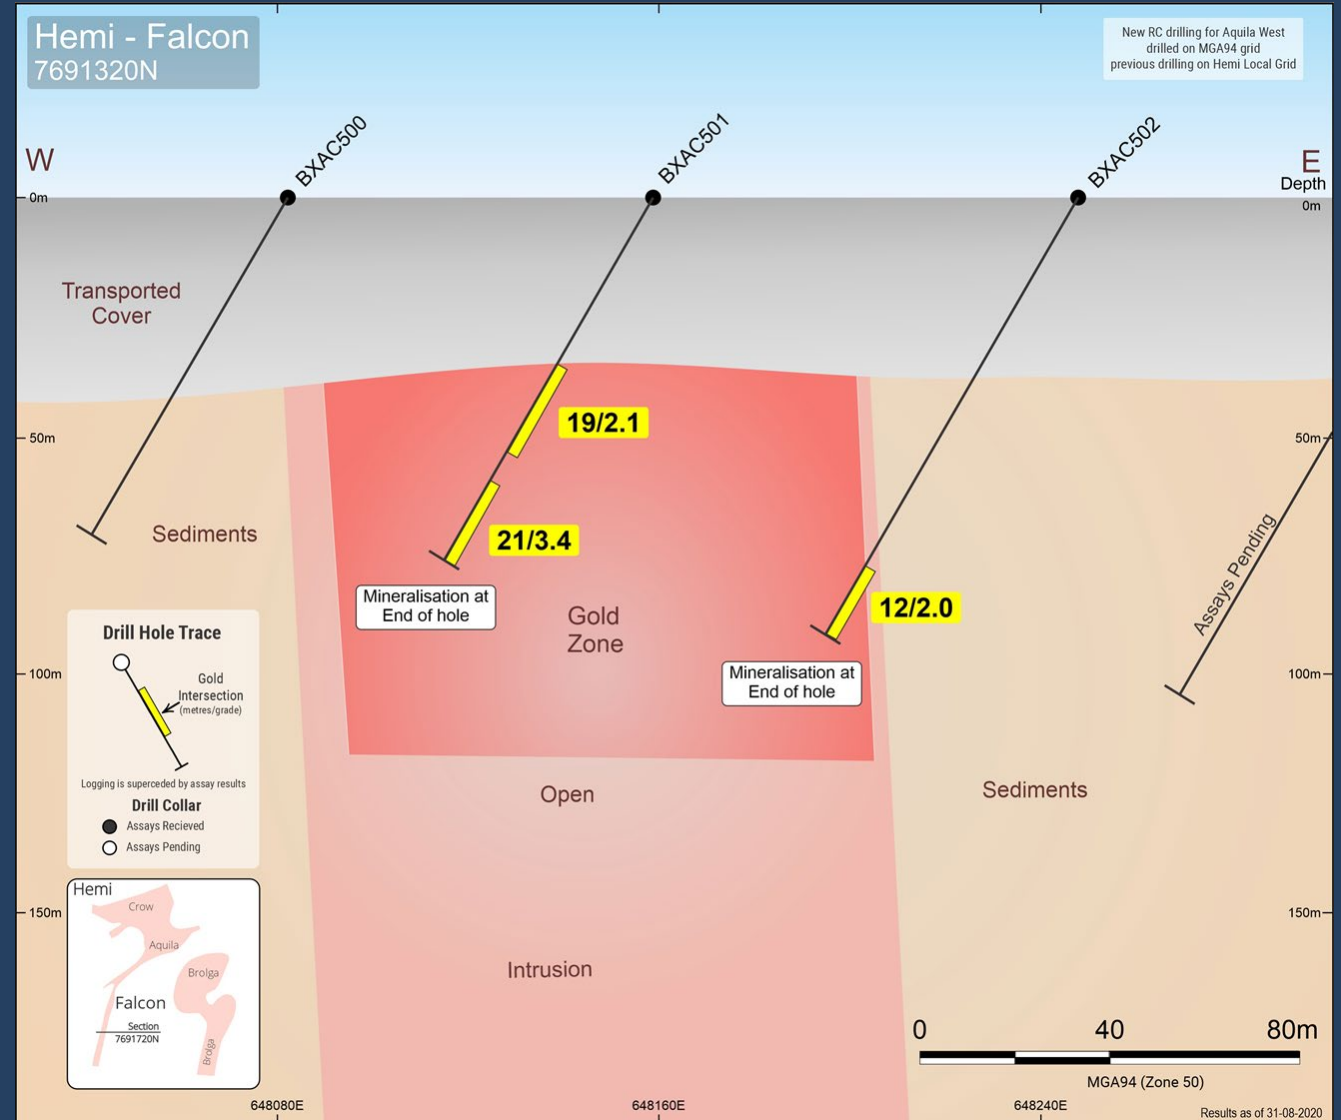 Hemi - Falcon
7691320N
New RC drilling for Aquila West
drilled on MGA94 grid
previous drilling on Hemi Local Grid
BXAC500
BXAC501
BXAC502
W
E
Depth
0m
0m
Transported
Cover
19/2.1
50m
50m
Sediments
21/3.4
Assays Pending
Mineralisation at
End of hole
Gold
Zone
12/2.0
Mineralisation at
End of hole
100m
100m
Drill Hole Trace
Gold
Intersection
(metres/grade)
Logging is superceded by assay results
Drill Collar
Assays Recieved
Assays Pending
Open
Sediments
150m
150m
Hemi
Crow
Aquila
Brolga
Falcon
Section
7691720N
Brolga
Intrusion
0 40 80m
MGA94 (Zone 50)
648080E
648160E
648240E
Results as of 31-08-2020